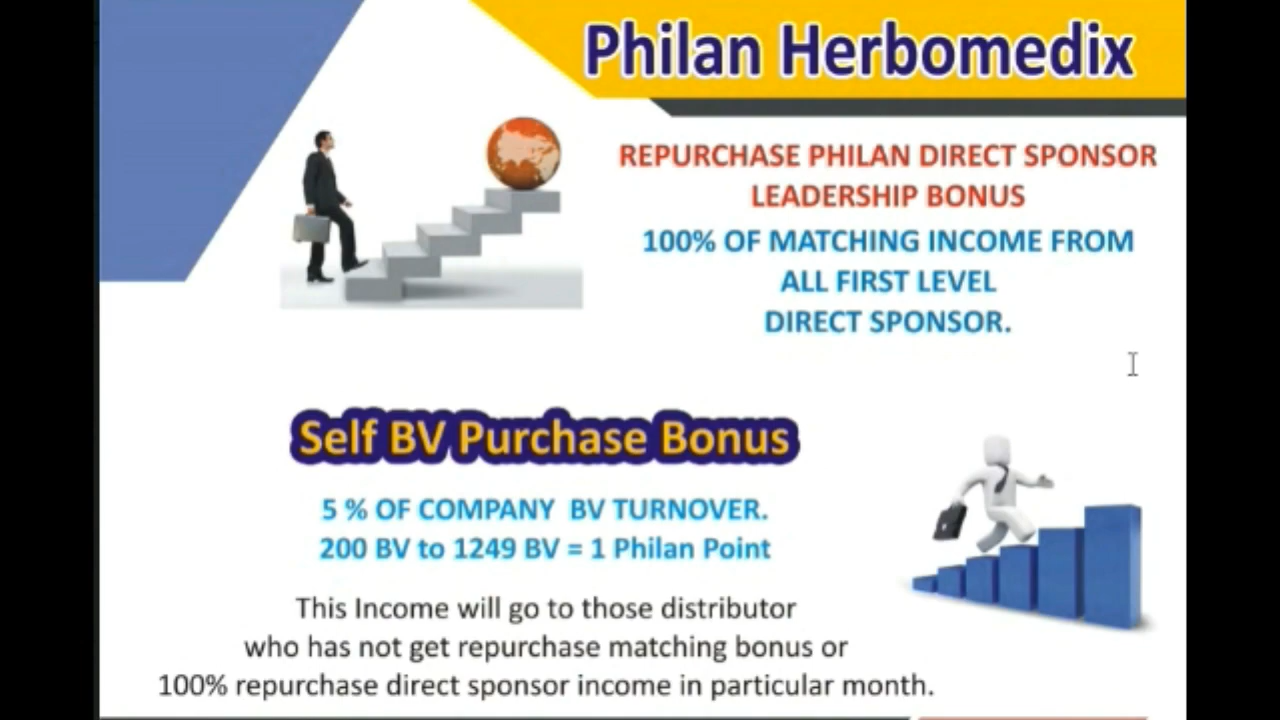 Philan Herbomedix
REPURCHASE PHILAN DIRECT SPONSOR
LEADERSHIP BONUS
100% OF MATCHING INCOME FROM
ALL FIRST LEVEL
DIRECT SPONSOR.
Self BV Purchase Bonus
5 % OF COMPANY BV TURNOVER.
200 BV to 1249 BV = 1 Philan Point
This Income will go to those distributor
who has not get repurchase matching bonus or
100% repurchase direct sponsor income in particular month.